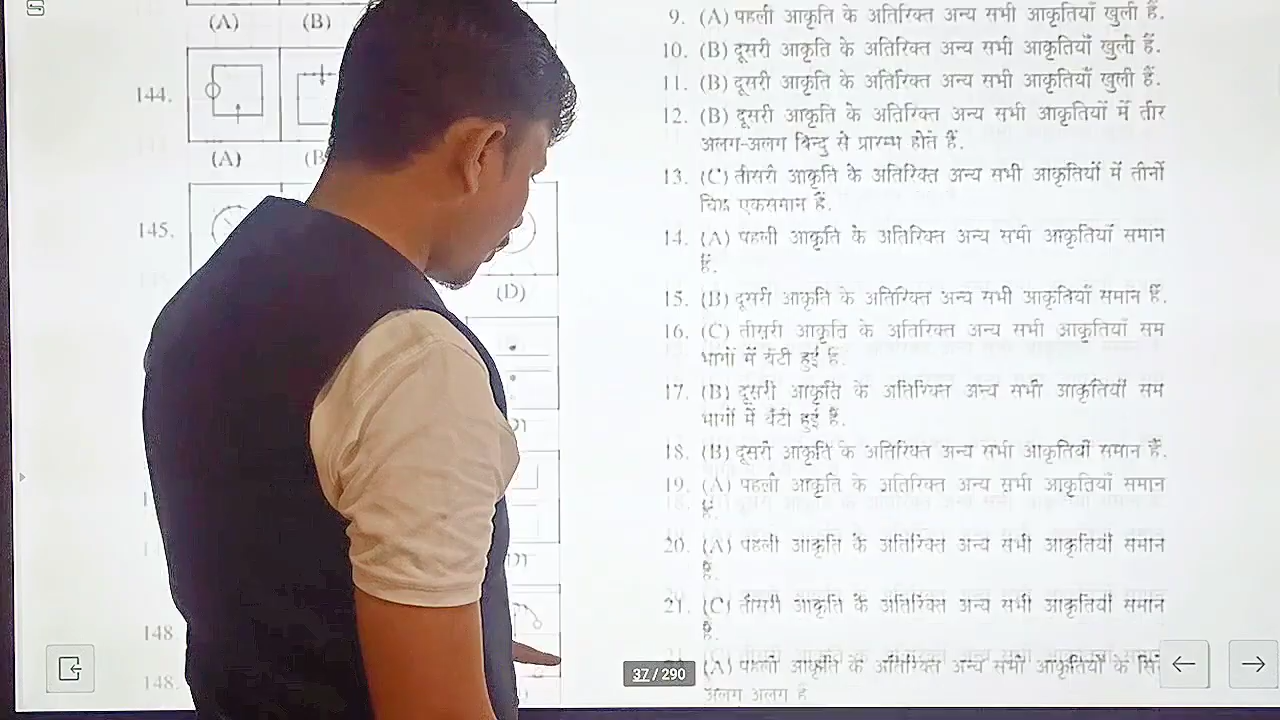 (A) (B)
144.
(A) (B
145.
(D)
148
148.
9. (A) पहली आकृति के अतिरिक्त अन्य सभी आकृतियाँ खुली हैं.
10. (B) दूसरी आकृति के अतिरिक्त अन्य सभी आकृतियाँ खुली हैं.
11. (B) दूसरी आकृति के अतिरिक्त अन्य सभी आकृतियाँ खुली हैं.
12. (B) दूसरी आकृति के अतिरिक्त अन्य सभी आकृतियों में तीर
अलग-अलग बिन्दु से प्रारम्भ होते हैं.
13. (C) तीसरी आकृति के अतिरिक्त अन्य सभी आकृतियों में तीनों
चिह्न एकसमान हैं.
14. (A) पहली आकृति के अतिरिक्त अन्य सभी आकृतियाँ समान
हैं.
15. (B) दूसरी आकृति के अतिरिक्त अन्य सभी आकृतियाँ समान हैं.
16. (C) तीसरी आकृति के अतिरिक्त अन्य सभी आकृतियाँ सम
भागों में बँटी हुई हैं.
17. (B) दूसरी आकृति के अतिरिक्त अन्य सभी आकृतियाँ सम
भागों में बँटी हुई हैं.
18. (B) दूसरी आकृति के अतिरिक्त अन्य सभी आकृतियाँ समान हैं.
19. (A) पहली आकृति के अतिरिक्त अन्य सभी आकृतियाँ समान
हैं.
20. (A) पहली आकृति के अतिरिक्त अन्य सभी आकृतियाँ समान
हैं.
21. (C) तीसरी आकृति के अतिरिक्त अन्य सभी आकृतियाँ समान
हैं.
(A) पहली आकृति के अतिरिक्त अन्य सभी आकृतियों के
अलग अलग हैं
37 / 290